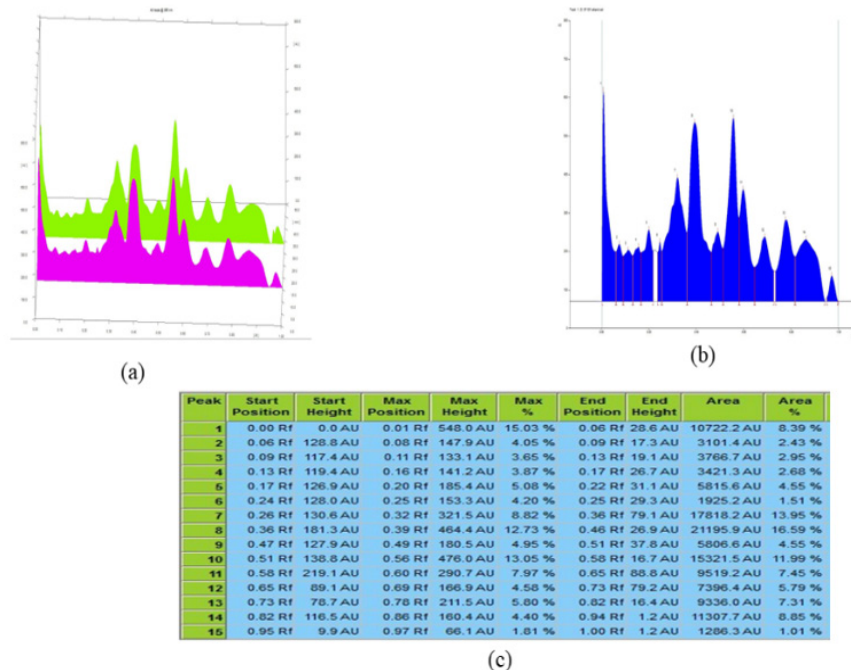 (a)
(b)
Peak Start Position Start Height Max Position Max Height Max % End Position End Height Area Area %
1 0.00 Rf 0.0 AU 0.01 Rf 548.0 AU 15.03 % 0.06 Rf 28.6 AU 10722.2 AU 8.39 %
2 0.06 Rf 128.8 AU 0.08 Rf 147.9 AU 4.05 % 0.09 Rf 17.3 AU 3101.4 AU 2.43 %
3 0.09 Rf 117.4 AU 0.11 Rf 133.1 AU 3.65 % 0.13 Rf 19.1 AU 3766.7 AU 2.95 %
4 0.13 Rf 119.4 AU 0.16 Rf 141.2 AU 3.87 % 0.17 Rf 26.7 AU 3421.3 AU 2.68 %
5 0.17 Rf 126.9 AU 0.20 Rf 185.4 AU 5.08 % 0.22 Rf 31.1 AU 5815.6 AU 4.55 %
6 0.24 Rf 128.0 AU 0.25 Rf 153.3 AU 4.20 % 0.25 Rf 29.3 AU 1925.2 AU 1.51 %
7 0.26 Rf 130.6 AU 0.32 Rf 321.5 AU 8.82 % 0.36 Rf 79.1 AU 17818.2 AU 13.95 %
8 0.36 Rf 181.3 AU 0.39 Rf 464.4 AU 12.73 % 0.46 Rf 26.9 AU 21195.9 AU 16.59 %
9 0.47 Rf 127.9 AU 0.49 Rf 180.5 AU 4.95 % 0.51 Rf 37.8 AU 5806.6 AU 4.55 %
10 0.51 Rf 138.8 AU 0.56 Rf 476.0 AU 13.05 % 0.58 Rf 16.7 AU 15321.5 AU 11.99 %
11 0.58 Rf 219.1 AU 0.60 Rf 290.7 AU 7.97 % 0.65 Rf 88.8 AU 9519.2 AU 7.45 %
12 0.65 Rf 89.1 AU 0.69 Rf 166.9 AU 4.58 % 0.73 Rf 79.2 AU 7396.4 AU 5.79 %
13 0.73 Rf 78.7 AU 0.78 Rf 211.5 AU 5.80 % 0.82 Rf 16.4 AU 9336.0 AU 7.31 %
14 0.82 Rf 116.5 AU 0.86 Rf 160.4 AU 4.40 % 0.94 Rf 1.2 AU 11307.7 AU 8.85 %
15 0.95 Rf 9.9 AU 0.97 Rf 66.1 AU 1.81 % 1.00 Rf 1.2 AU 1286.3 AU 1.01 %
(c)